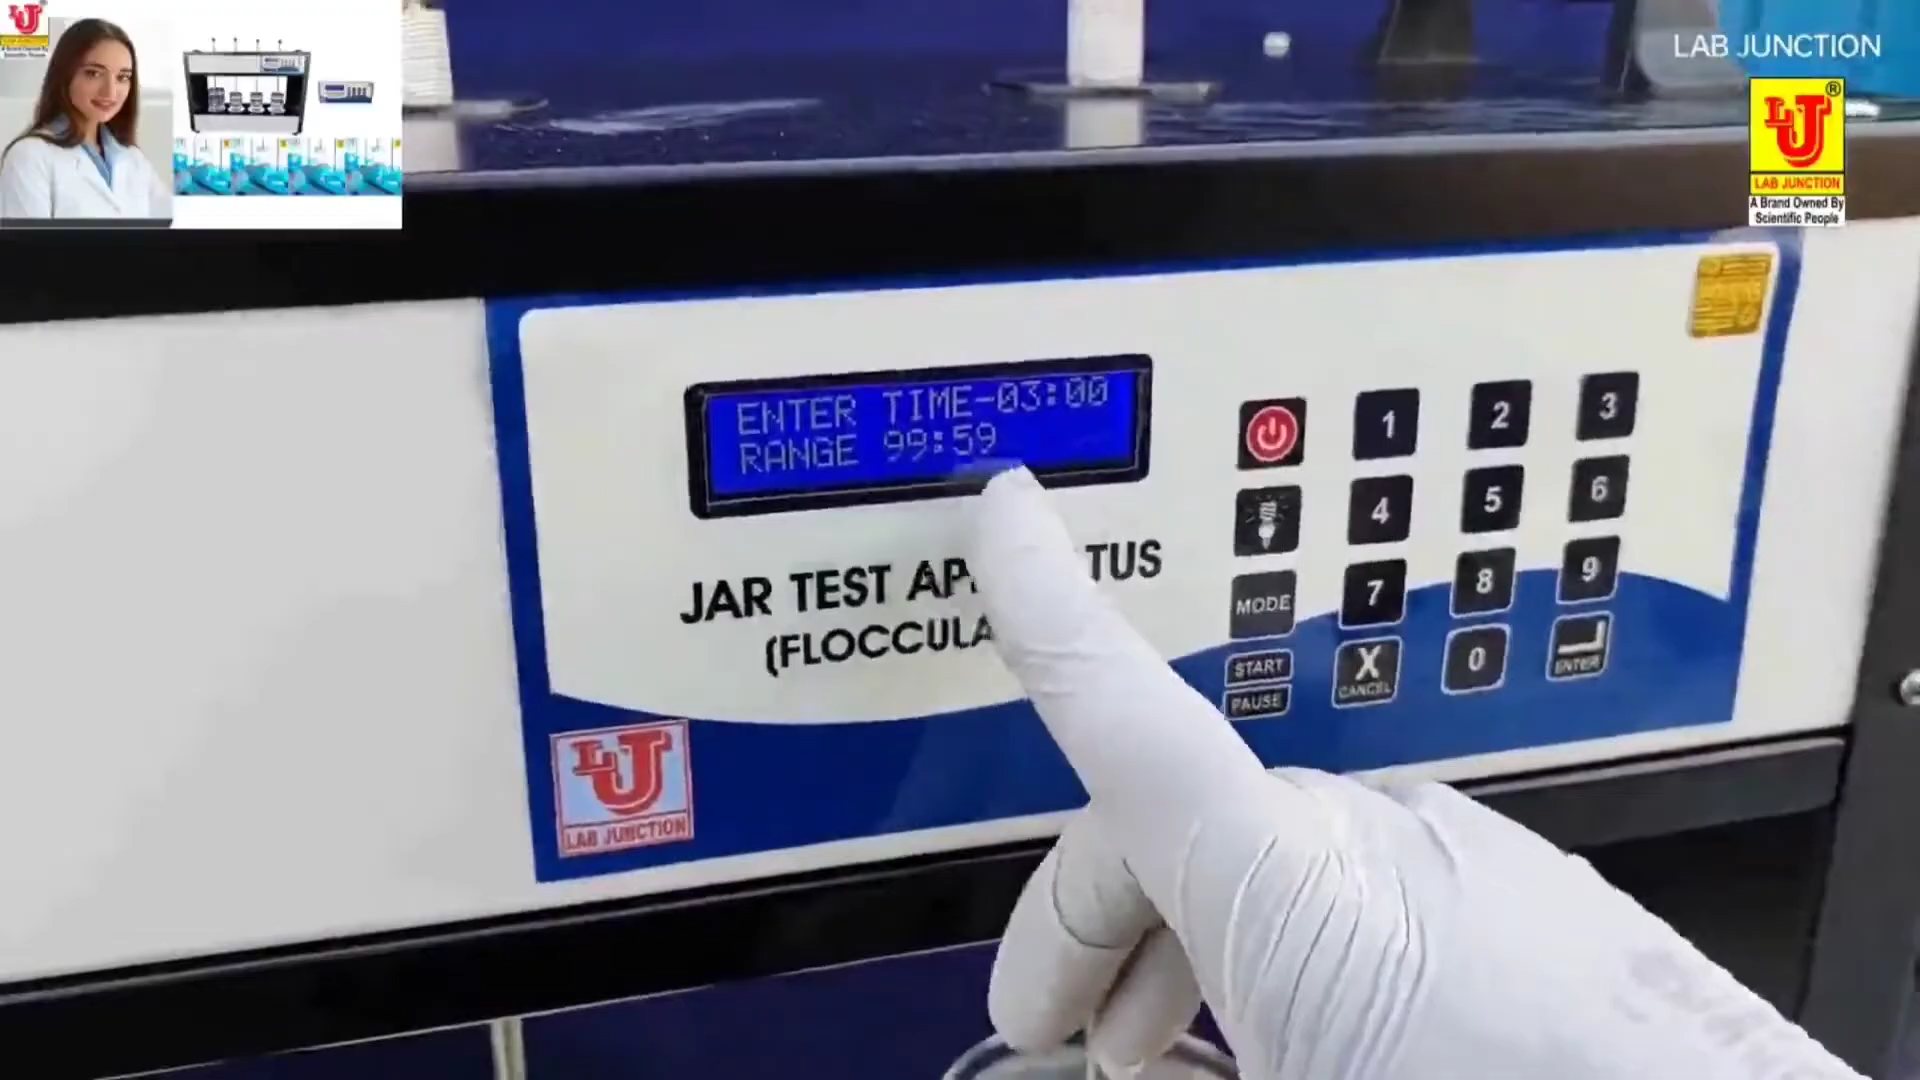 LAB JUNCTION
LJ
®
LAB JUNCTION
A Brand Owned By
Scientific People
ENTER TIME-03:00
RANGE 99:59
JAR TEST AP TUS
(FLOCCULA
1
2
3
4
5
6
MODE
7
8
9
START
PAUSE
X
CANCEL
0
ENTER
LJ
LAB JUNCTION